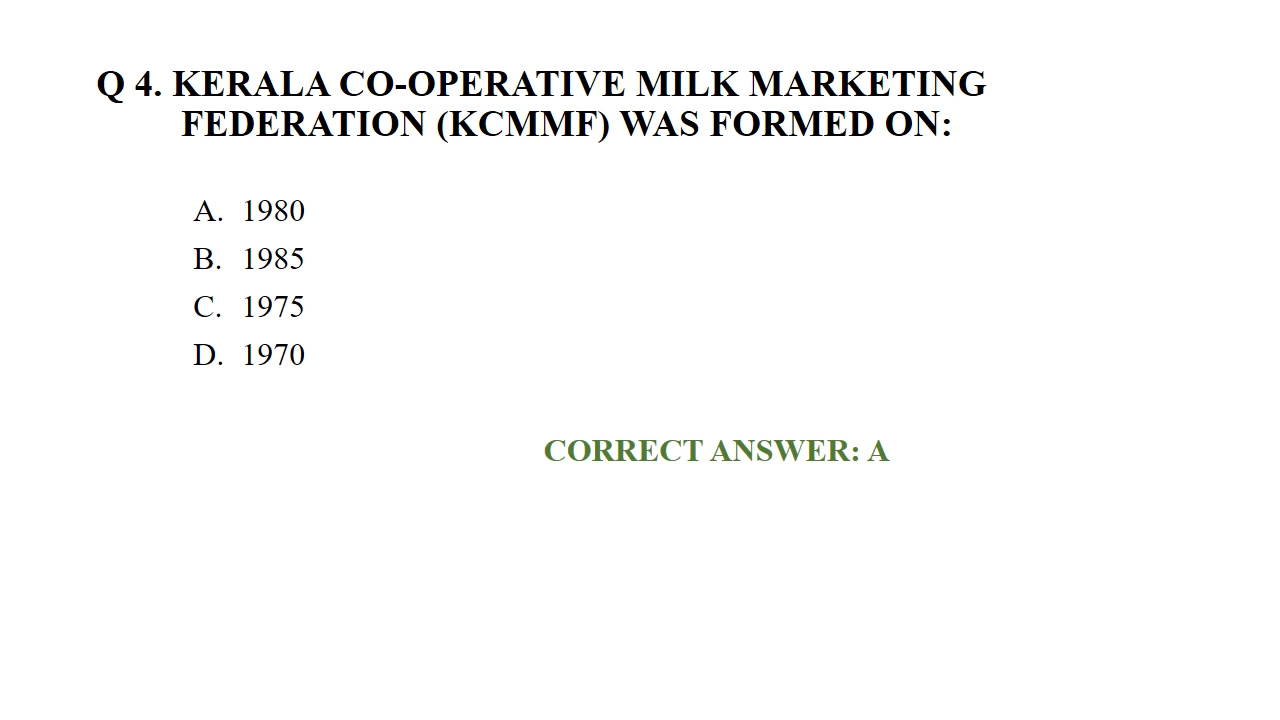 Q 4. KERALA CO-OPERATIVE MILK MARKETING
FEDERATION (KCMMF) WAS FORMED ON:
A. 1980
B. 1985
C. 1975
D. 1970
CORRECT ANSWER: A